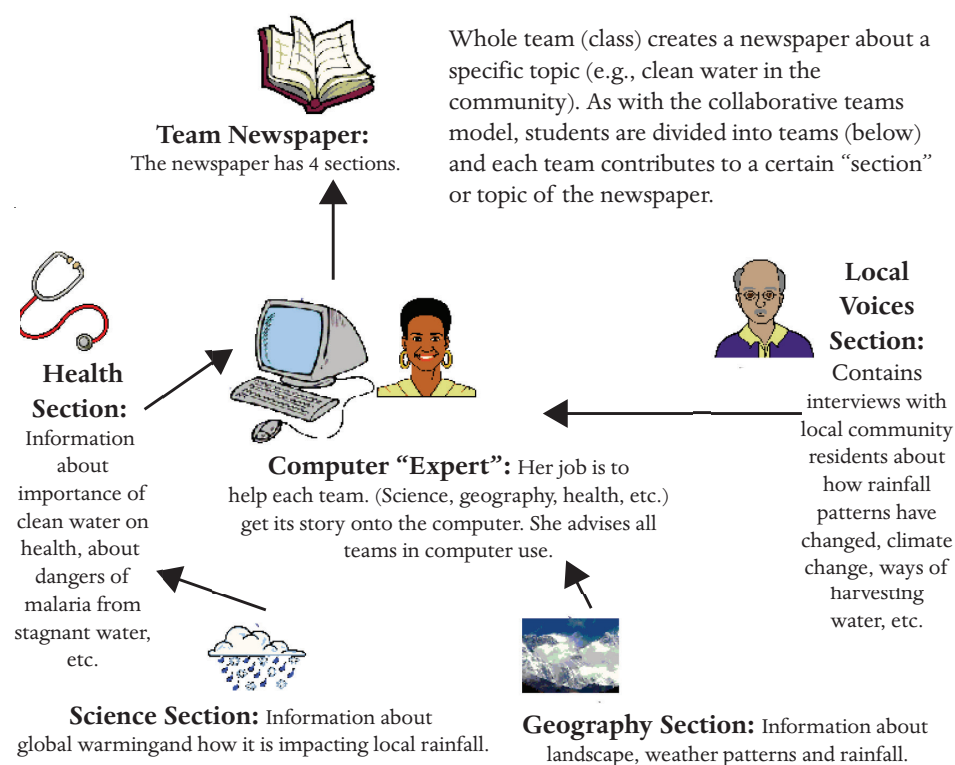 Whole team (class) creates a newspaper about a
specific topic (e.g., clean water in the
community). As with the collaborative teams
model, students are divided into teams (below)
and each team contributes to a certain “section”
or topic of the newspaper.
Team Newspaper:
The newspaper has 4 sections.
Health
Section:
Information
about
importance of
clean water on
health, about
dangers of
malaria from
stagnant water,
etc.
Computer “Expert”: Her job is to
help each team. (Science, geography, health, etc.)
get its story onto the computer. She advises all
teams in computer use.
Local
Voices
Section:
Contains
interviews with
local community
residents about
how rainfall
patterns have
changed, climate
change, ways of
harvesting
water, etc.
Science Section: Information about
global warmingand how it is impacting local rainfall.
Geography Section: Information about
landscape, weather patterns and rainfall.